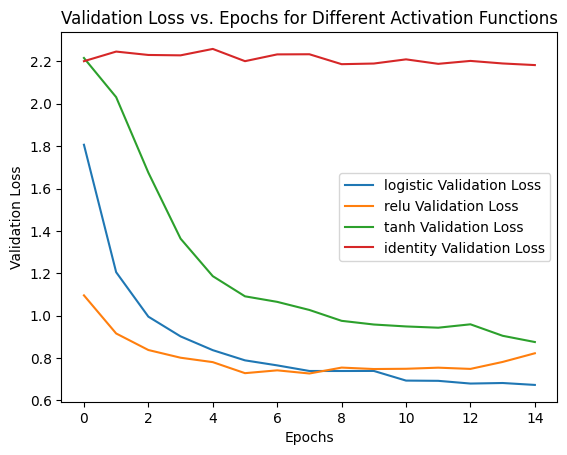 Validation Loss vs. Epochs for Different Activation Functions
2.2
2.0
1.8
1.6
1.4
1.2
1.0
0.8
0.6
Validation Loss
logistic Validation Loss
relu Validation Loss
tanh Validation Loss
identity Validation Loss
0 2 4 6 8 10 12 14
Epochs